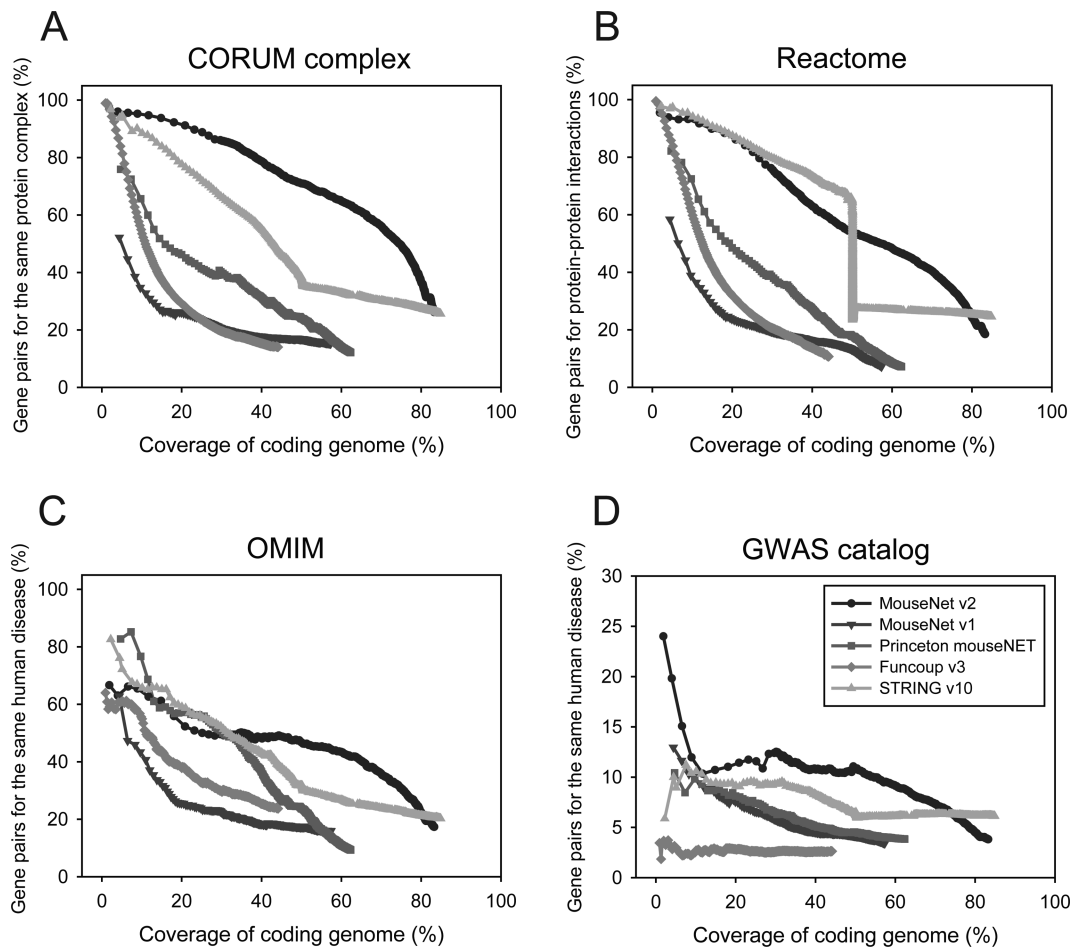 A
CORUM complex
Gene pairs for the same protein complex (%)
100
80
60
40
20
0
0 20 40 60 80 100
Coverage of coding genome (%)
B
Reactome
Gene pairs for protein-protein interactions (%)
100
80
60
40
20
0
0 20 40 60 80 100
Coverage of coding genome (%)
C
OMIM
Gene pairs for the same human disease (%)
100
80
60
40
20
0
0 20 40 60 80 100
Coverage of coding genome (%)
D
GWAS catalog
Gene pairs for the same human disease (%)
30
25
20
15
10
5
0
MouseNet v2
MouseNet v1
Princeton mouseNET
Funcoup v3
STRING v10
0 20 40 60 80 100
Coverage of coding genome (%)